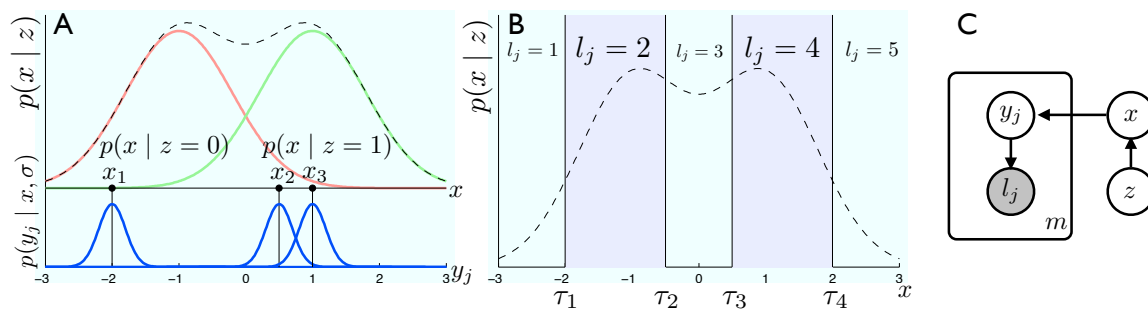 A
p(x | z)
p(x | z=0)
p(x | z=1)
x₁
x₂
x₃
x
p(yⱼ | x, σ)
−3 −2 −1 0 1 2 3
yⱼ
B
p(x | z)
lⱼ = 1
lⱼ = 2
lⱼ = 3
lⱼ = 4
lⱼ = 5
−3 −2 −1 0 1 2 3
τ₁
τ₂
τ₃
τ₄
x
C
yⱼ
x
lⱼ
z
m